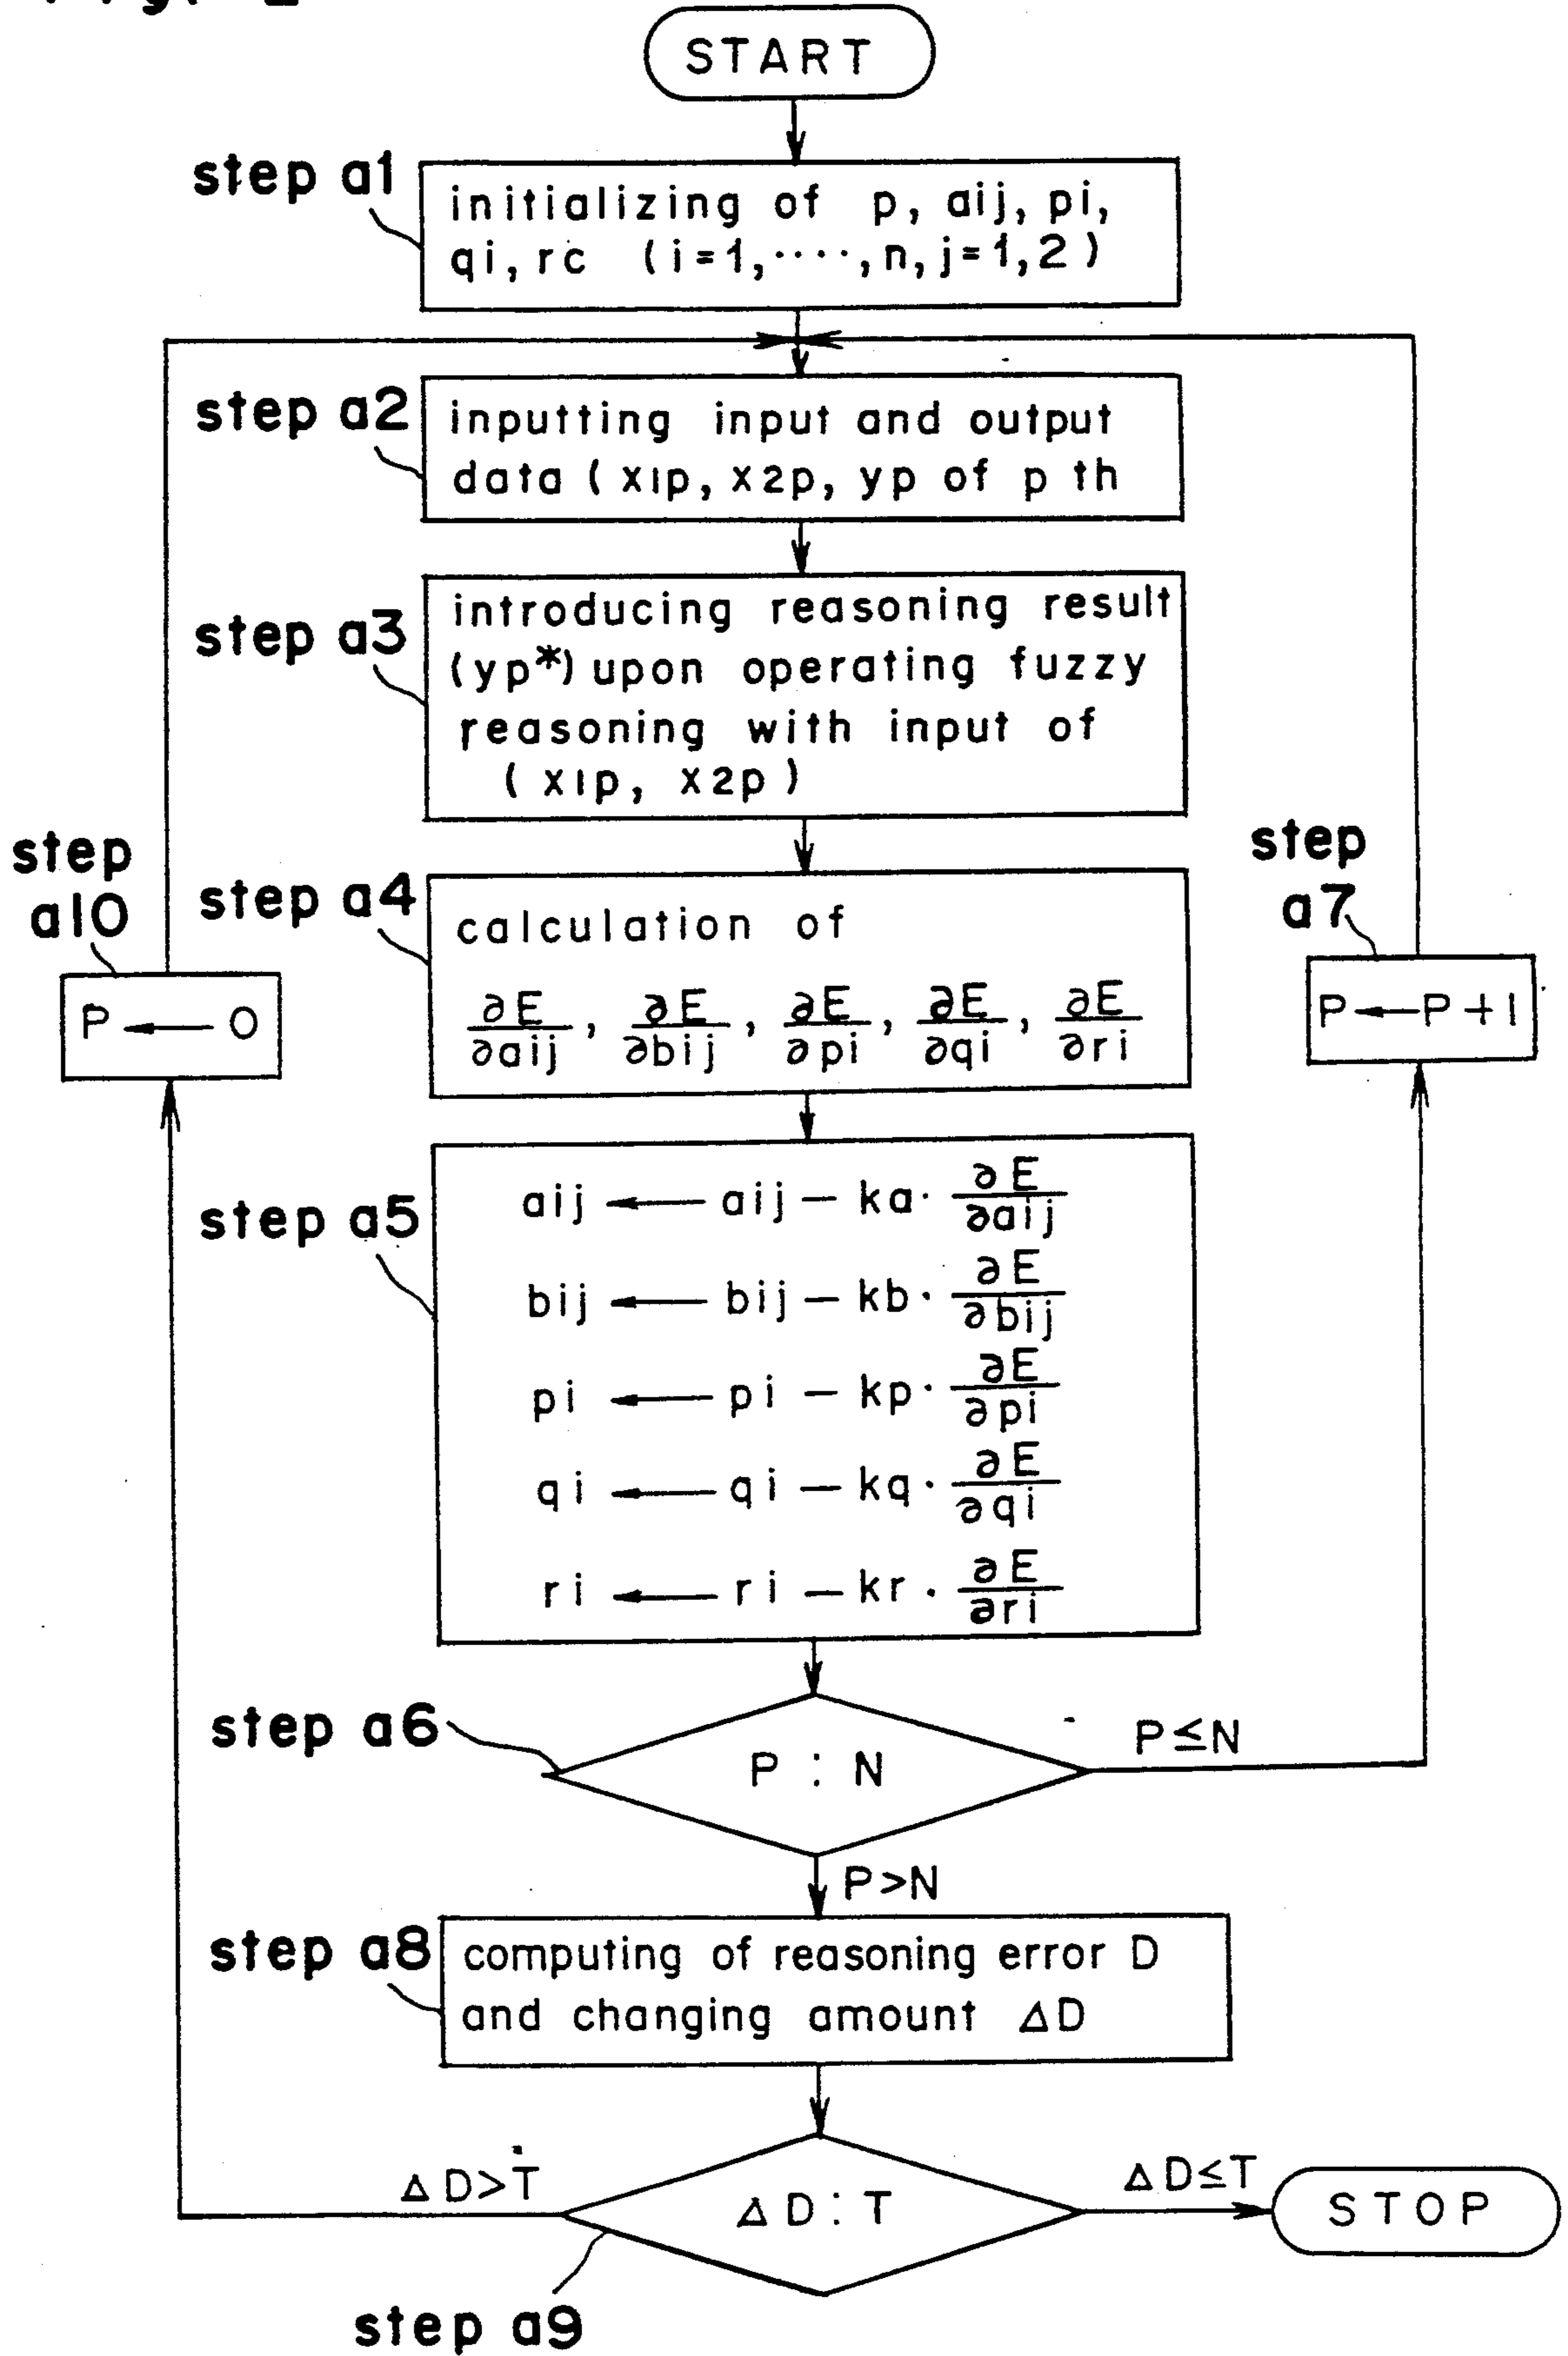 START
step a1
initializing of p, aij, pi,
qi, rc (i=1,····,n, j=1,2)
step a2
inputting input and output
data ( x1p, x2p, yp of p th
step a3
introducing reasoning result
(yp*) upon operating fuzzy
reasoning with input of
( x1p, x2p )
step
a10
P ← 0
step
a7
P ← P + 1
step a4
calculation of
∂E/∂aij, ∂E/∂bij, ∂E/∂pi, ∂E/∂qi, ∂E/∂ri
step a5
aij ← aij − ka· ∂E/∂aij
bij ← bij − kb· ∂E/∂bij
pi ← pi − kp· ∂E/∂pi
qi ← qi − kq· ∂E/∂qi
ri ← ri − kr· ∂E/∂ri
step a6
P : N
P≤N
P>N
step a8
computing of reasoning error D
and changing amount ΔD
ΔD>T
ΔD:T
ΔD≤T
STOP
step a9